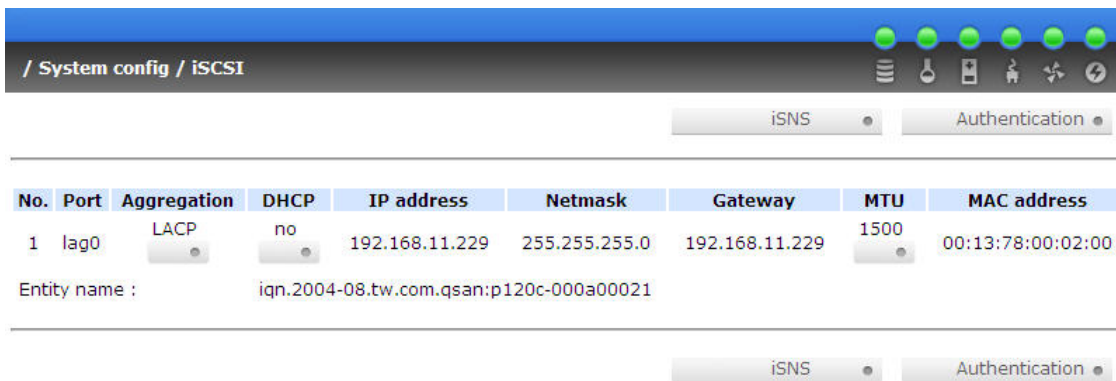 / System config / iSCSI
iSNS Authentication
No. Port Aggregation DHCP IP address Netmask Gateway MTU MAC address
1 lag0 LACP no 192.168.11.229 255.255.255.0 192.168.11.229 1500 00:13:78:00:02:00
Entity name : iqn.2004-08.tw.com.qsan:p120c-000a00021
iSNS Authentication